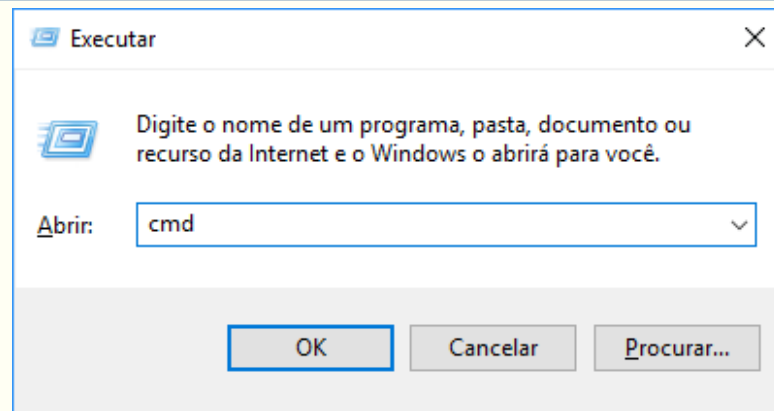 Executar
Digite o nome de um programa, pasta, documento ou
recurso da Internet e o Windows o abrirá para você.
Abrir: cmd
OK Cancelar Procurar...